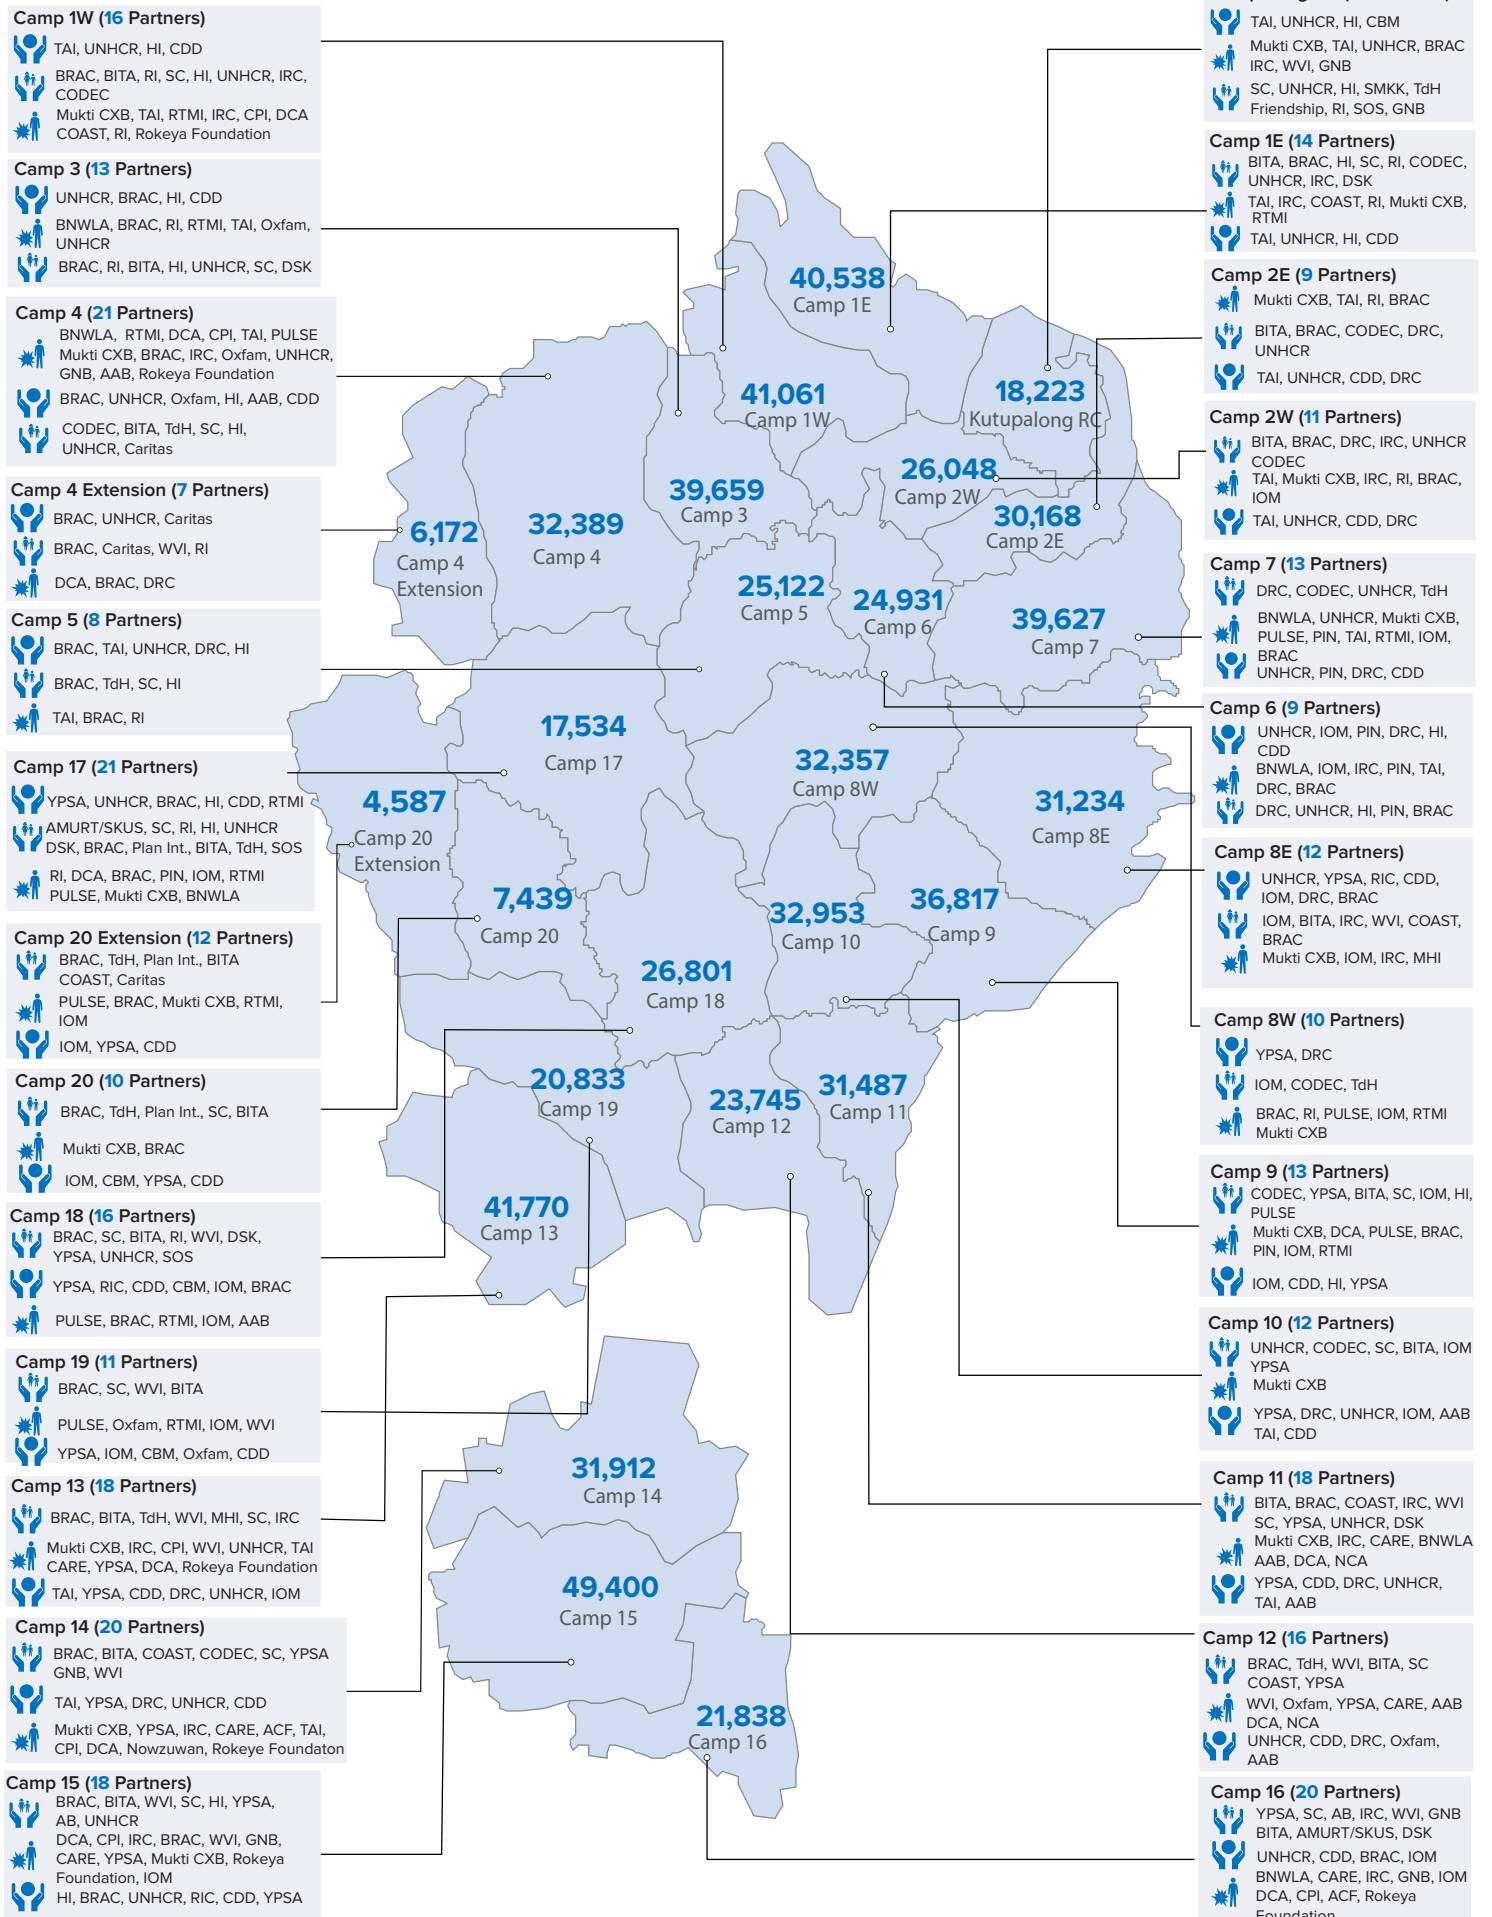 Camp 1W (16 Partners)
TAI, UNHCR, HI, CDD
BRAC, BITA, RI, SC, HI, UNHCR, IRC,
CODEC
Mukti CXB, TAI, RTMI, IRC, CPI, DCA
COAST, RI, Rokeya Foundation
Camp 3 (13 Partners)
UNHCR, BRAC, HI, CDD
BNWLA, BRAC, RI, RTMI, TAI, Oxfam,
UNHCR
BRAC, RI, BITA, HI, UNHCR, SC, DSK
Camp 4 (21 Partners)
BNWLA, RTMI, DCA, CPI, TAI, PULSE
Mukti CXB, BRAC, IRC, Oxfam, UNHCR,
GNB, AAB, Rokeya Foundation
BRAC, UNHCR, Oxfam, HI, AAB, CDD
CODEC, BITA, TdH, SC, HI,
UNHCR, Caritas
Camp 4 Extension (7 Partners)
BRAC, UNHCR, Caritas
BRAC, Caritas, WVI, RI
DCA, BRAC, DRC
Camp 5 (8 Partners)
BRAC, TAI, UNHCR, DRC, HI
BRAC, TdH, SC, HI
TAI, BRAC, RI
Camp 17 (21 Partners)
YPSA, UNHCR, BRAC, HI, CDD, RTMI
AMURT/SKUS, SC, RI, HI, UNHCR
DSK, BRAC, Plan Int., BITA, TdH, SOS
RI, DCA, BRAC, PIN, IOM, RTMI
PULSE, Mukti CXB, BNWLA
Camp 20 Extension (12 Partners)
BRAC, TdH, Plan Int., BITA
COAST, Caritas
PULSE, BRAC, Mukti CXB, RTMI,
IOM
IOM, YPSA, CDD
Camp 20 (10 Partners)
BRAC, TdH, Plan Int., SC, BITA
Mukti CXB, BRAC
IOM, CBM, YPSA, CDD
Camp 18 (16 Partners)
BRAC, SC, BITA, RI, WVI, DSK,
YPSA, UNHCR, SOS
YPSA, RIC, CDD, CBM, IOM, BRAC
PULSE, BRAC, RTMI, IOM, AAB
Camp 19 (11 Partners)
BRAC, SC, WVI, BITA
PULSE, Oxfam, RTMI, IOM, WVI
YPSA, IOM, CBM, Oxfam, CDD
Camp 13 (18 Partners)
BRAC, BITA, TdH, WVI, MHI, SC, IRC
Mukti CXB, IRC, CPI, WVI, UNHCR, TAI
CARE, YPSA, DCA, Rokeya Foundation
TAI, YPSA, CDD, DRC, UNHCR, IOM
Camp 14 (20 Partners)
BRAC, BITA, COAST, CODEC, SC, YPSA
GNB, WVI
TAI, YPSA, DRC, UNHCR, CDD
Mukti CXB, YPSA, IRC, CARE, ACF, TAI,
CPI, DCA, Nowzuwan, Rokeye Foundaton
Camp 15 (18 Partners)
BRAC, BITA, WVI, SC, HI, YPSA,
AB, UNHCR
DCA, CPI, IRC, BRAC, WVI, GNB,
CARE, YPSA, Mukti CXB, Rokeya
Foundation, IOM
HI, BRAC, UNHCR, RIC, CDD, YPSA
40,538
Camp 1E
41,061
Camp 1W
18,223
Kutupalong RC
26,048
Camp 2W
39,659
Camp 3
30,168
Camp 2E
6,172
Camp 4
Extension
32,389
Camp 4
25,122
Camp 5
24,931
Camp 6
39,627
Camp 7
17,534
Camp 17
32,357
Camp 8W
4,587
Camp 20
Extension
31,234
Camp 8E
7,439
Camp 20
32,953
Camp 10
36,817
Camp 9
26,801
Camp 18
20,833
Camp 19
23,745
Camp 12
31,487
Camp 11
41,770
Camp 13
31,912
Camp 14
49,400
Camp 15
21,838
Camp 16
TAI, UNHCR, HI, CBM
Mukti CXB, TAI, UNHCR, BRAC
IRC, WVI, GNB
SC, UNHCR, HI, SMKK, TdH
Friendship, RI, SOS, GNB
Camp 1E (14 Partners)
BITA, BRAC, HI, SC, RI, CODEC,
UNHCR, IRC, DSK
TAI, IRC, COAST, RI, Mukti CXB,
RTMI
TAI, UNHCR, HI, CDD
Camp 2E (9 Partners)
Mukti CXB, TAI, RI, BRAC
BITA, BRAC, CODEC, DRC,
UNHCR
TAI, UNHCR, CDD, DRC
Camp 2W (11 Partners)
BITA, BRAC, DRC, IRC, UNHCR
CODEC
TAI, Mukti CXB, IRC, RI, BRAC,
IOM
TAI, UNHCR, CDD, DRC
Camp 7 (13 Partners)
DRC, CODEC, UNHCR, TdH
BNWLA, UNHCR, Mukti CXB,
PULSE, PIN, TAI, RTMI, IOM,
BRAC
UNHCR, PIN, DRC, CDD
Camp 6 (9 Partners)
UNHCR, IOM, PIN, DRC, HI,
CDD
BNWLA, IOM, IRC, PIN, TAI,
DRC, BRAC
DRC, UNHCR, HI, PIN, BRAC
Camp 8E (12 Partners)
UNHCR, YPSA, RIC, CDD,
IOM, DRC, BRAC
IOM, BITA, IRC, WVI, COAST,
BRAC
Mukti CXB, IOM, IRC, MHI
Camp 8W (10 Partners)
YPSA, DRC
IOM, CODEC, TdH
BRAC, RI, PULSE, IOM, RTMI
Mukti CXB
Camp 9 (13 Partners)
CODEC, YPSA, BITA, SC, IOM, HI,
PULSE
Mukti CXB, DCA, PULSE, BRAC,
PIN, IOM, RTMI
IOM, CDD, HI, YPSA
Camp 10 (12 Partners)
UNHCR, CODEC, SC, BITA, IOM
YPSA
Mukti CXB
YPSA, DRC, UNHCR, IOM, AAB
TAI, CDD
Camp 11 (18 Partners)
BITA, BRAC, COAST, IRC, WVI
SC, YPSA, UNHCR, DSK
Mukti CXB, IRC, CARE, BNWLA
AAB, DCA, NCA
YPSA, CDD, DRC, UNHCR,
TAI, AAB
Camp 12 (16 Partners)
BRAC, TdH, WVI, BITA, SC
COAST, YPSA
WVI, Oxfam, YPSA, CARE, AAB
DCA, NCA
UNHCR, CDD, DRC, Oxfam,
AAB
Camp 16 (20 Partners)
YPSA, SC, AB, IRC, WVI, GNB
BITA, AMURT/SKUS, DSK
UNHCR, CDD, BRAC, IOM
BNWLA, CARE, IRC, GNB, IOM
DCA, CPI, ACF, Rokeya
Foundation